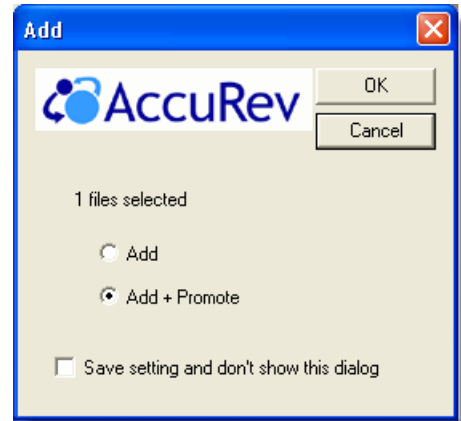 Add
AccuRev
OK
Cancel
1 files selected
Add
Add + Promote
Save setting and don't show this dialog